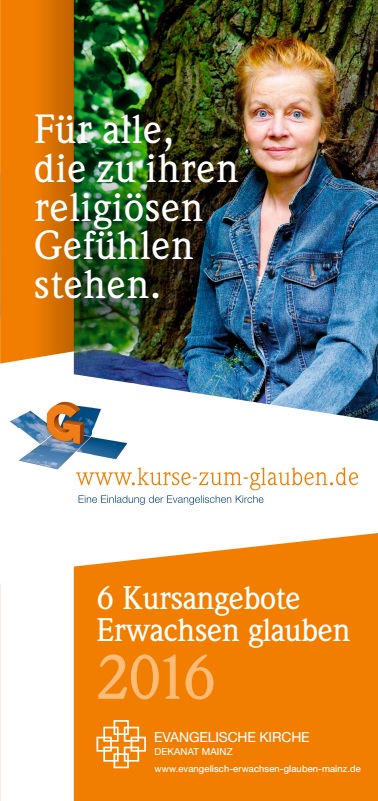 Für alle,
die zu ihren
religiösen
Gefühlen
stehen.
G
www.kurse-zum-glauben.de
Eine Einladung der Evangelischen Kirche
6 Kursangebote
Erwachsen glauben
2016
EVANGELISCHE KIRCHE
DEKANAT MAINZ
www.evangelisch-erwachsen-glauben-mainz.de